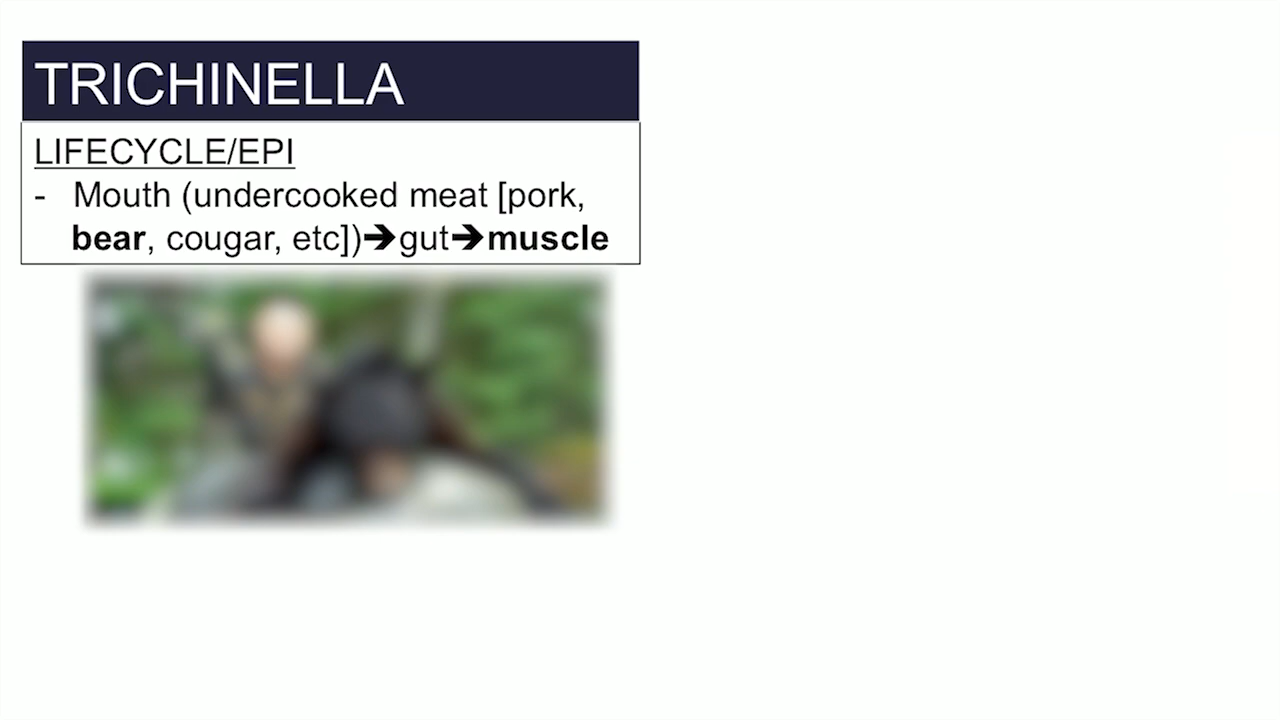 TRICHINELLA
LIFECYCLE/EPI
- Mouth (undercooked meat [pork,
bear, cougar, etc])➔gut➔muscle